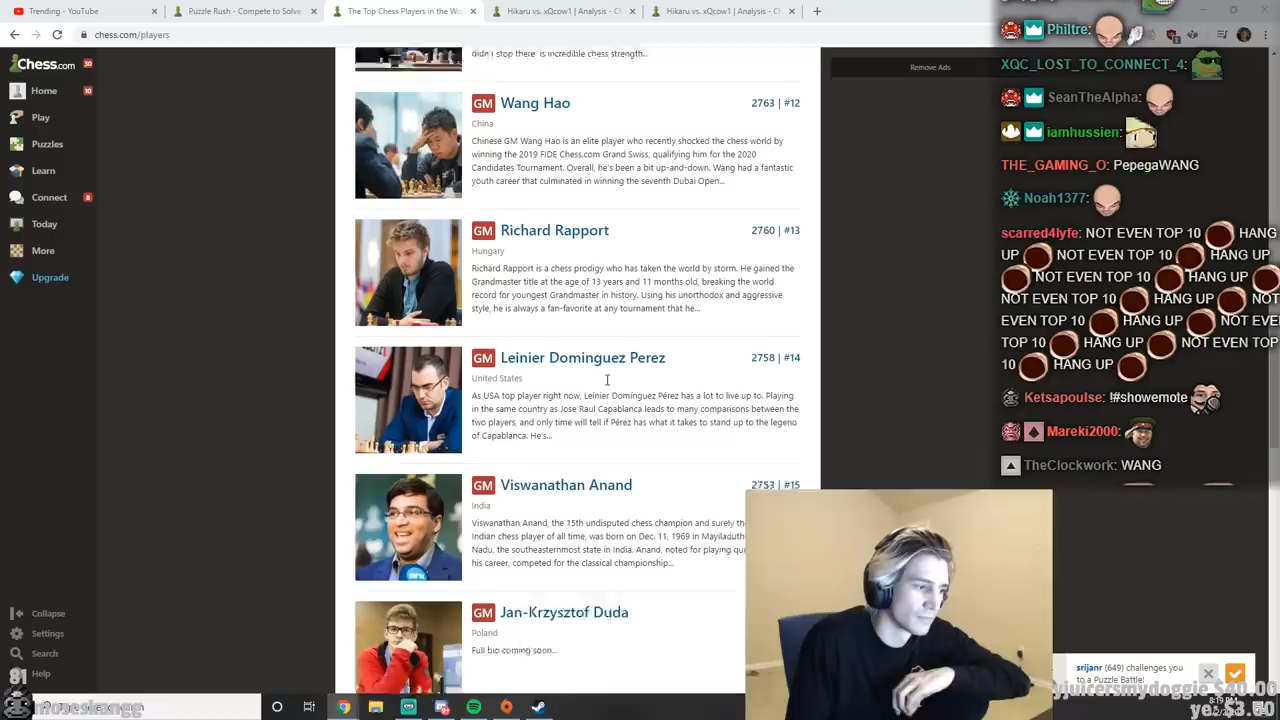 Trending - YouTube
Puzzle Rush - Compete to Solve
The Top Chess Players in the Wo
Hikaru vs. xQcow1 | Analysis - Ch
Hikaru vs. xQcow1 | Analysis - Ch
chess.com/players
Chess.com 30
Home 10
Play
Puzzles
Learn
Connect 8
Today
More
Upgrade
Collapse
Settings
Search
Help
didn't stop there is incredible chess strength...
GM Wang Hao 2763 | #12
China
Chinese GM Wang Hao is an elite player who recently shocked the chess world by
winning the 2019 FIDE Chess.com Grand Swiss, qualifying him for the 2020
Candidates Tournament. Overall, he's been a bit up-and-down. Wang had a fantastic
youth career that culminated in winning the seventh Dubai Open...
GM Richard Rapport 2760 | #13
Hungary
Richard Rapport is a chess prodigy who has taken the world by storm. He gained the
Grandmaster title at the age of 13 years and 11 months old, breaking the world
record for youngest Grandmaster in history. Using his unorthodox and aggressive
style, he is always a fan-favorite at any tournament that he...
GM Leinier Dominguez Perez 2758 | #14
United States
As USA top player right now, Leinier Domínguez Pérez has a lot to live up to. Playing
in the same country as Jose Raul Capablanca leads to many comparisons between the
two players, and only time will tell if Pérez has what it takes to stand up to the legend
of Capablanca. He's...
GM Viswanathan Anand 2753 | #15
India
Viswanathan Anand, the 15th undisputed chess champion and surely the
Indian chess player of all time, was born on Dec. 11, 1969 in Mayiladuth
Nadu, the southeasternmost state in India. Anand, noted for playing qui
his career, competed for the classical championship...
GM Jan-Krzysztof Duda
Poland
Full bio coming soon...
Remove Ads
Philtre:
XQC_LOST_TO_CONNECT_4:
SeanTheAlpha:
iamhussien:
THE_GAMING_O: PepegaWANG
Noah1377:
scarred4lyfe: NOT EVEN TOP 10 HANG
UP NOT EVEN TOP 10 HANG UP
NOT EVEN TOP 10 HANG UP NOT
EVEN TOP 10 HANG UP NOT EVEN
TOP 10 HANG UP NOT EVEN TOP 10
HANG UP
Ketsapoulse: !#showemote
Mareki2000:
TheClockwork: WANG
srijanr (649) challenges you
to a Puzzle Battle!
moseskangg
8:19 PM